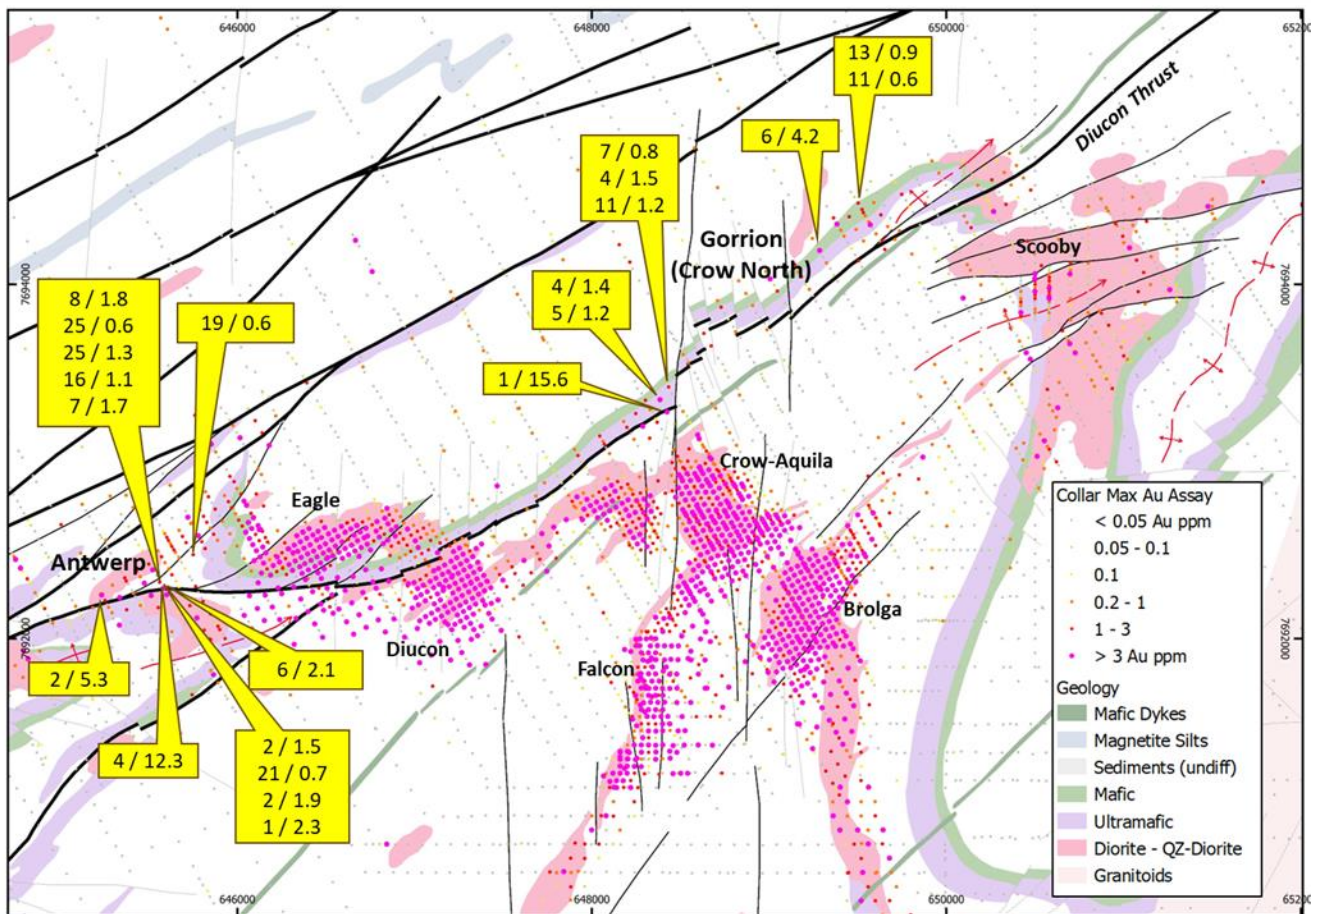 646000
648000
650000
652000
13 / 0.9
11 / 0.6
Diucon Thrust
6 / 4.2
7 / 0.8
4 / 1.5
11 / 1.2
Gorrion
(Crow North)
Scooby
7694000
7694000
8 / 1.8
25 / 0.6
25 / 1.3
16 / 1.1
7 / 1.7
19 / 0.6
4 / 1.4
5 / 1.2
1 / 15.6
Crow-Aquila
Eagle
Antwerp
Brolga
Diucon
Falcon
7692000
7692000
2 / 5.3
6 / 2.1
4 / 12.3
2 / 1.5
21 / 0.7
2 / 1.9
1 / 2.3
Collar Max Au Assay
< 0.05 Au ppm
0.05 - 0.1
0.1
0.2 - 1
1 - 3
> 3 Au ppm
Geology
Mafic Dykes
Magnetite Silts
Sediments (undiff)
Mafic
Ultramafic
Diorite - QZ-Diorite
Granitoids
646000
648000
650000